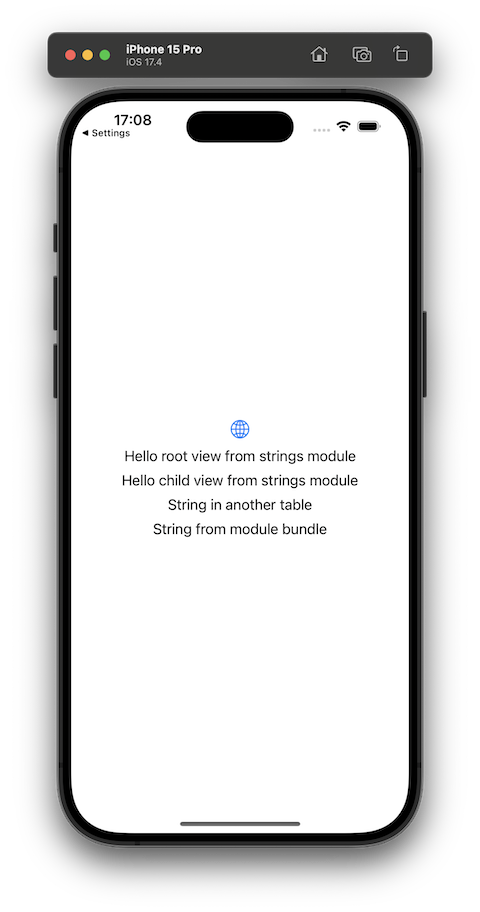 iPhone 15 Pro
iOS 17.4
17:08
◀ Settings
Hello root view from strings module
Hello child view from strings module
String in another table
String from module bundle